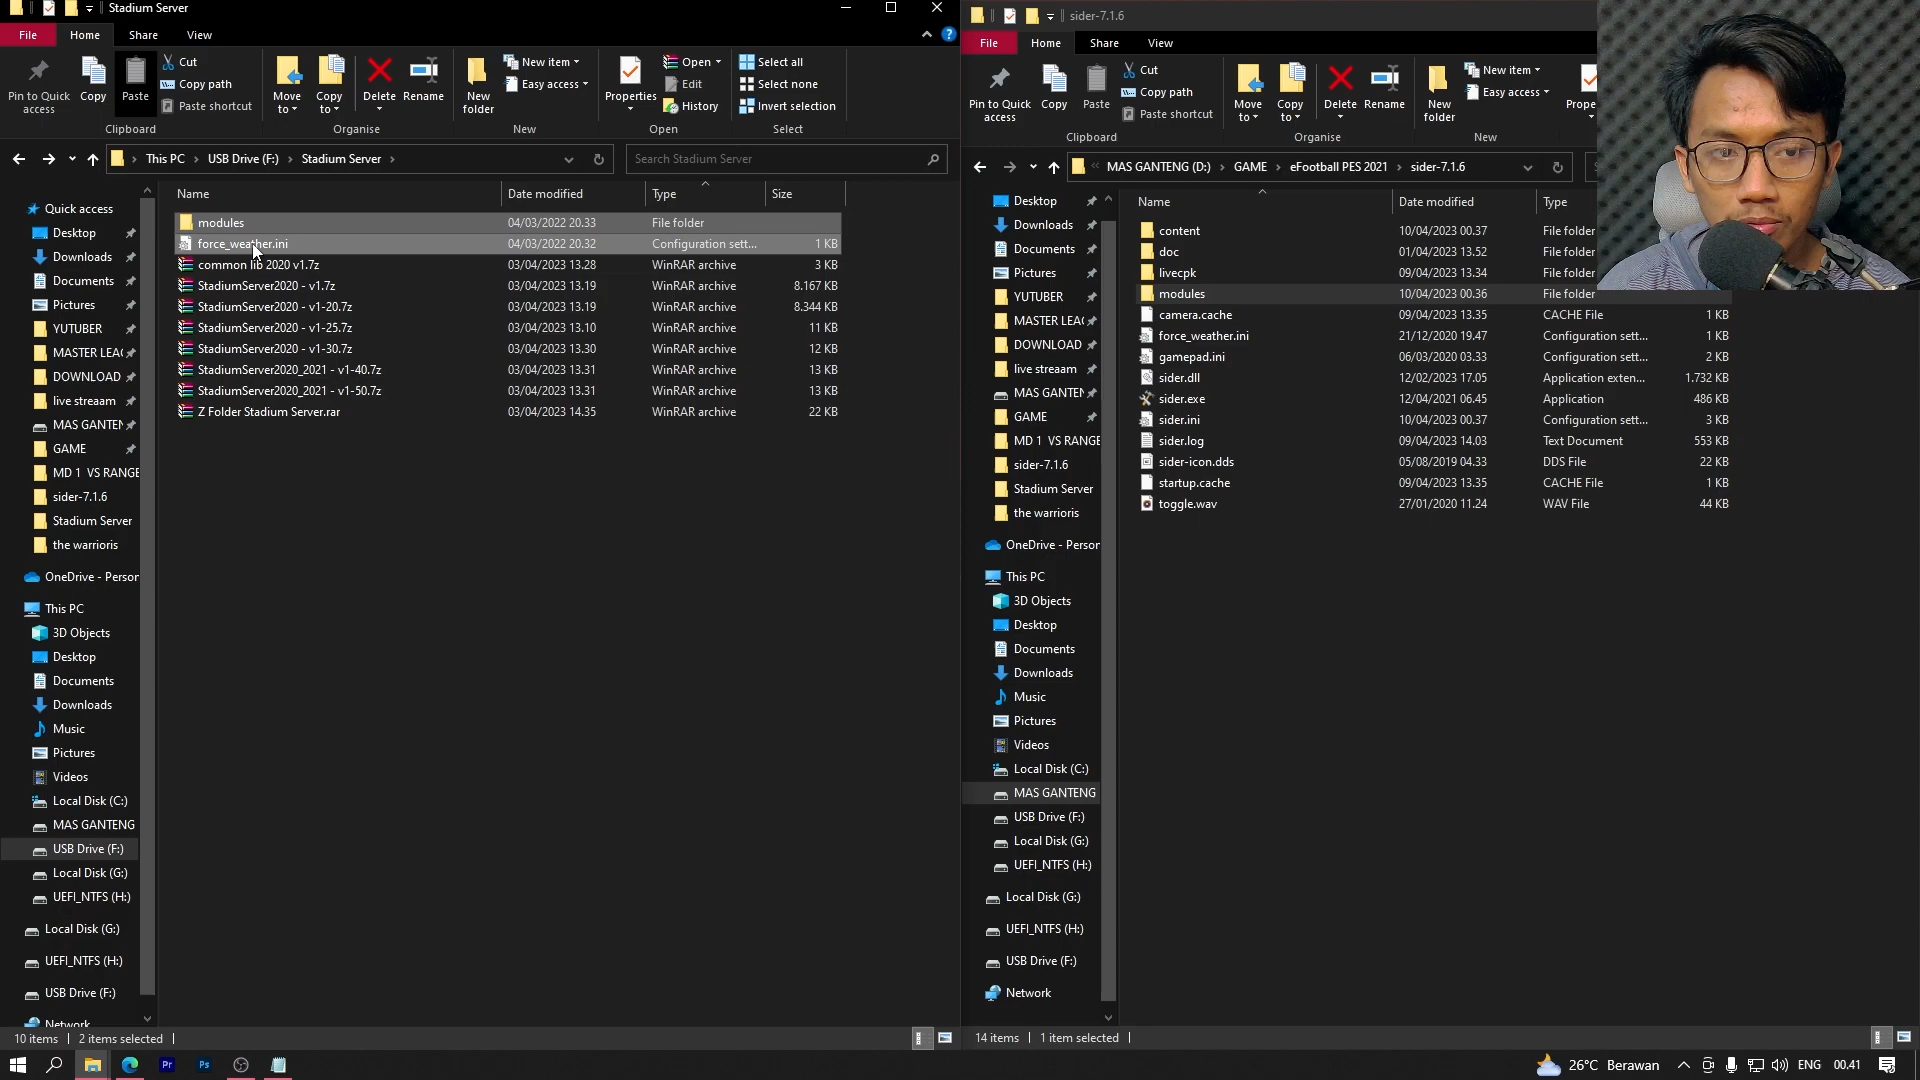 Stadium Server
File
Home
Share
View
Pin to Quick
access
Copy
Paste
Cut
Copy path
Paste shortcut
Clipboard
Move
to
Copy
to
Delete
Rename
Organise
New
folder
New item
Easy access
New
Properties
Open
Edit
History
Open
Select all
Select none
Invert selection
Select
This PC
USB Drive (F:)
Stadium Server
Search Stadium Server
Name
Date modified
Type
Size
modules 04/03/2022 20.33 File folder
force_weather.ini 04/03/2022 20.32 Configuration sett... 1 KB
common lib 2020 v1.7z 03/04/2023 13.28 WinRAR archive 3 KB
StadiumServer2020 - v1.7z 03/04/2023 13.19 WinRAR archive 8.167 KB
StadiumServer2020 - v1-20.7z 03/04/2023 13.19 WinRAR archive 8.344 KB
StadiumServer2020 - v1-25.7z 03/04/2023 13.10 WinRAR archive 11 KB
StadiumServer2020 - v1-30.7z 03/04/2023 13.30 WinRAR archive 12 KB
StadiumServer2020_2021 - v1-40.7z 03/04/2023 13.31 WinRAR archive 13 KB
StadiumServer2020_2021 - v1-50.7z 03/04/2023 13.31 WinRAR archive 13 KB
Z Folder Stadium Server.rar 03/04/2023 14.35 WinRAR archive 22 KB
Quick access
Desktop
Downloads
Documents
Pictures
YUTUBER
MASTER LEAG
DOWNLOAD
live streaam
MAS GANTEN
GAME
MD 1 VS RANGE
sider-7.1.6
Stadium Server
the warrioris
OneDrive - Person
This PC
3D Objects
Desktop
Documents
Downloads
Music
Pictures
Videos
Local Disk (C:)
MAS GANTENG
USB Drive (F:)
Local Disk (G:)
UEFI_NTFS (H:)
Local Disk (G:)
UEFI_NTFS (H:)
USB Drive (F:)
Network
10 items
2 items selected
sider-7.1.6
File
Home
Share
View
Pin to Quick
access
Copy
Paste
Cut
Copy path
Paste shortcut
Clipboard
Move
to
Copy
to
Delete
Rename
Organise
New
folder
New item
Easy access
New
Prope
MAS GANTENG (D:)
GAME
eFootball PES 2021
sider-7.1.6
Name
Date modified
Type
content 10/04/2023 00.37 File folder
doc 01/04/2023 13.52 File folder
livecpk 09/04/2023 13.34 File folder
modules 10/04/2023 00.36 File folder
camera.cache 09/04/2023 13.35 CACHE File 1 KB
force_weather.ini 21/12/2020 19.47 Configuration sett... 1 KB
gamepad.ini 06/03/2020 03.33 Configuration sett... 2 KB
sider.dll 12/02/2023 17.05 Application exten... 1.732 KB
sider.exe 12/04/2021 06.45 Application 486 KB
sider.ini 10/04/2023 00.37 Configuration sett... 3 KB
sider.log 09/04/2023 14.03 Text Document 553 KB
sider-icon.dds 05/08/2019 04.33 DDS File 22 KB
startup.cache 09/04/2023 13.35 CACHE File 1 KB
toggle.wav 27/01/2020 11.24 WAV File 44 KB
Desktop
Downloads
Documents
Pictures
YUTUBER
MASTER LEAG
DOWNLOAD
live streaam
MAS GANTEN
GAME
MD 1 VS RANGE
sider-7.1.6
Stadium Server
the warrioris
OneDrive - Person
This PC
3D Objects
Desktop
Documents
Downloads
Music
Pictures
Videos
Local Disk (C:)
MAS GANTENG
USB Drive (F:)
Local Disk (G:)
UEFI_NTFS (H:)
Local Disk (G:)
UEFI_NTFS (H:)
USB Drive (F:)
Network
14 items
1 item selected
Pr
Ps
26°C Berawan
ENG
00.41